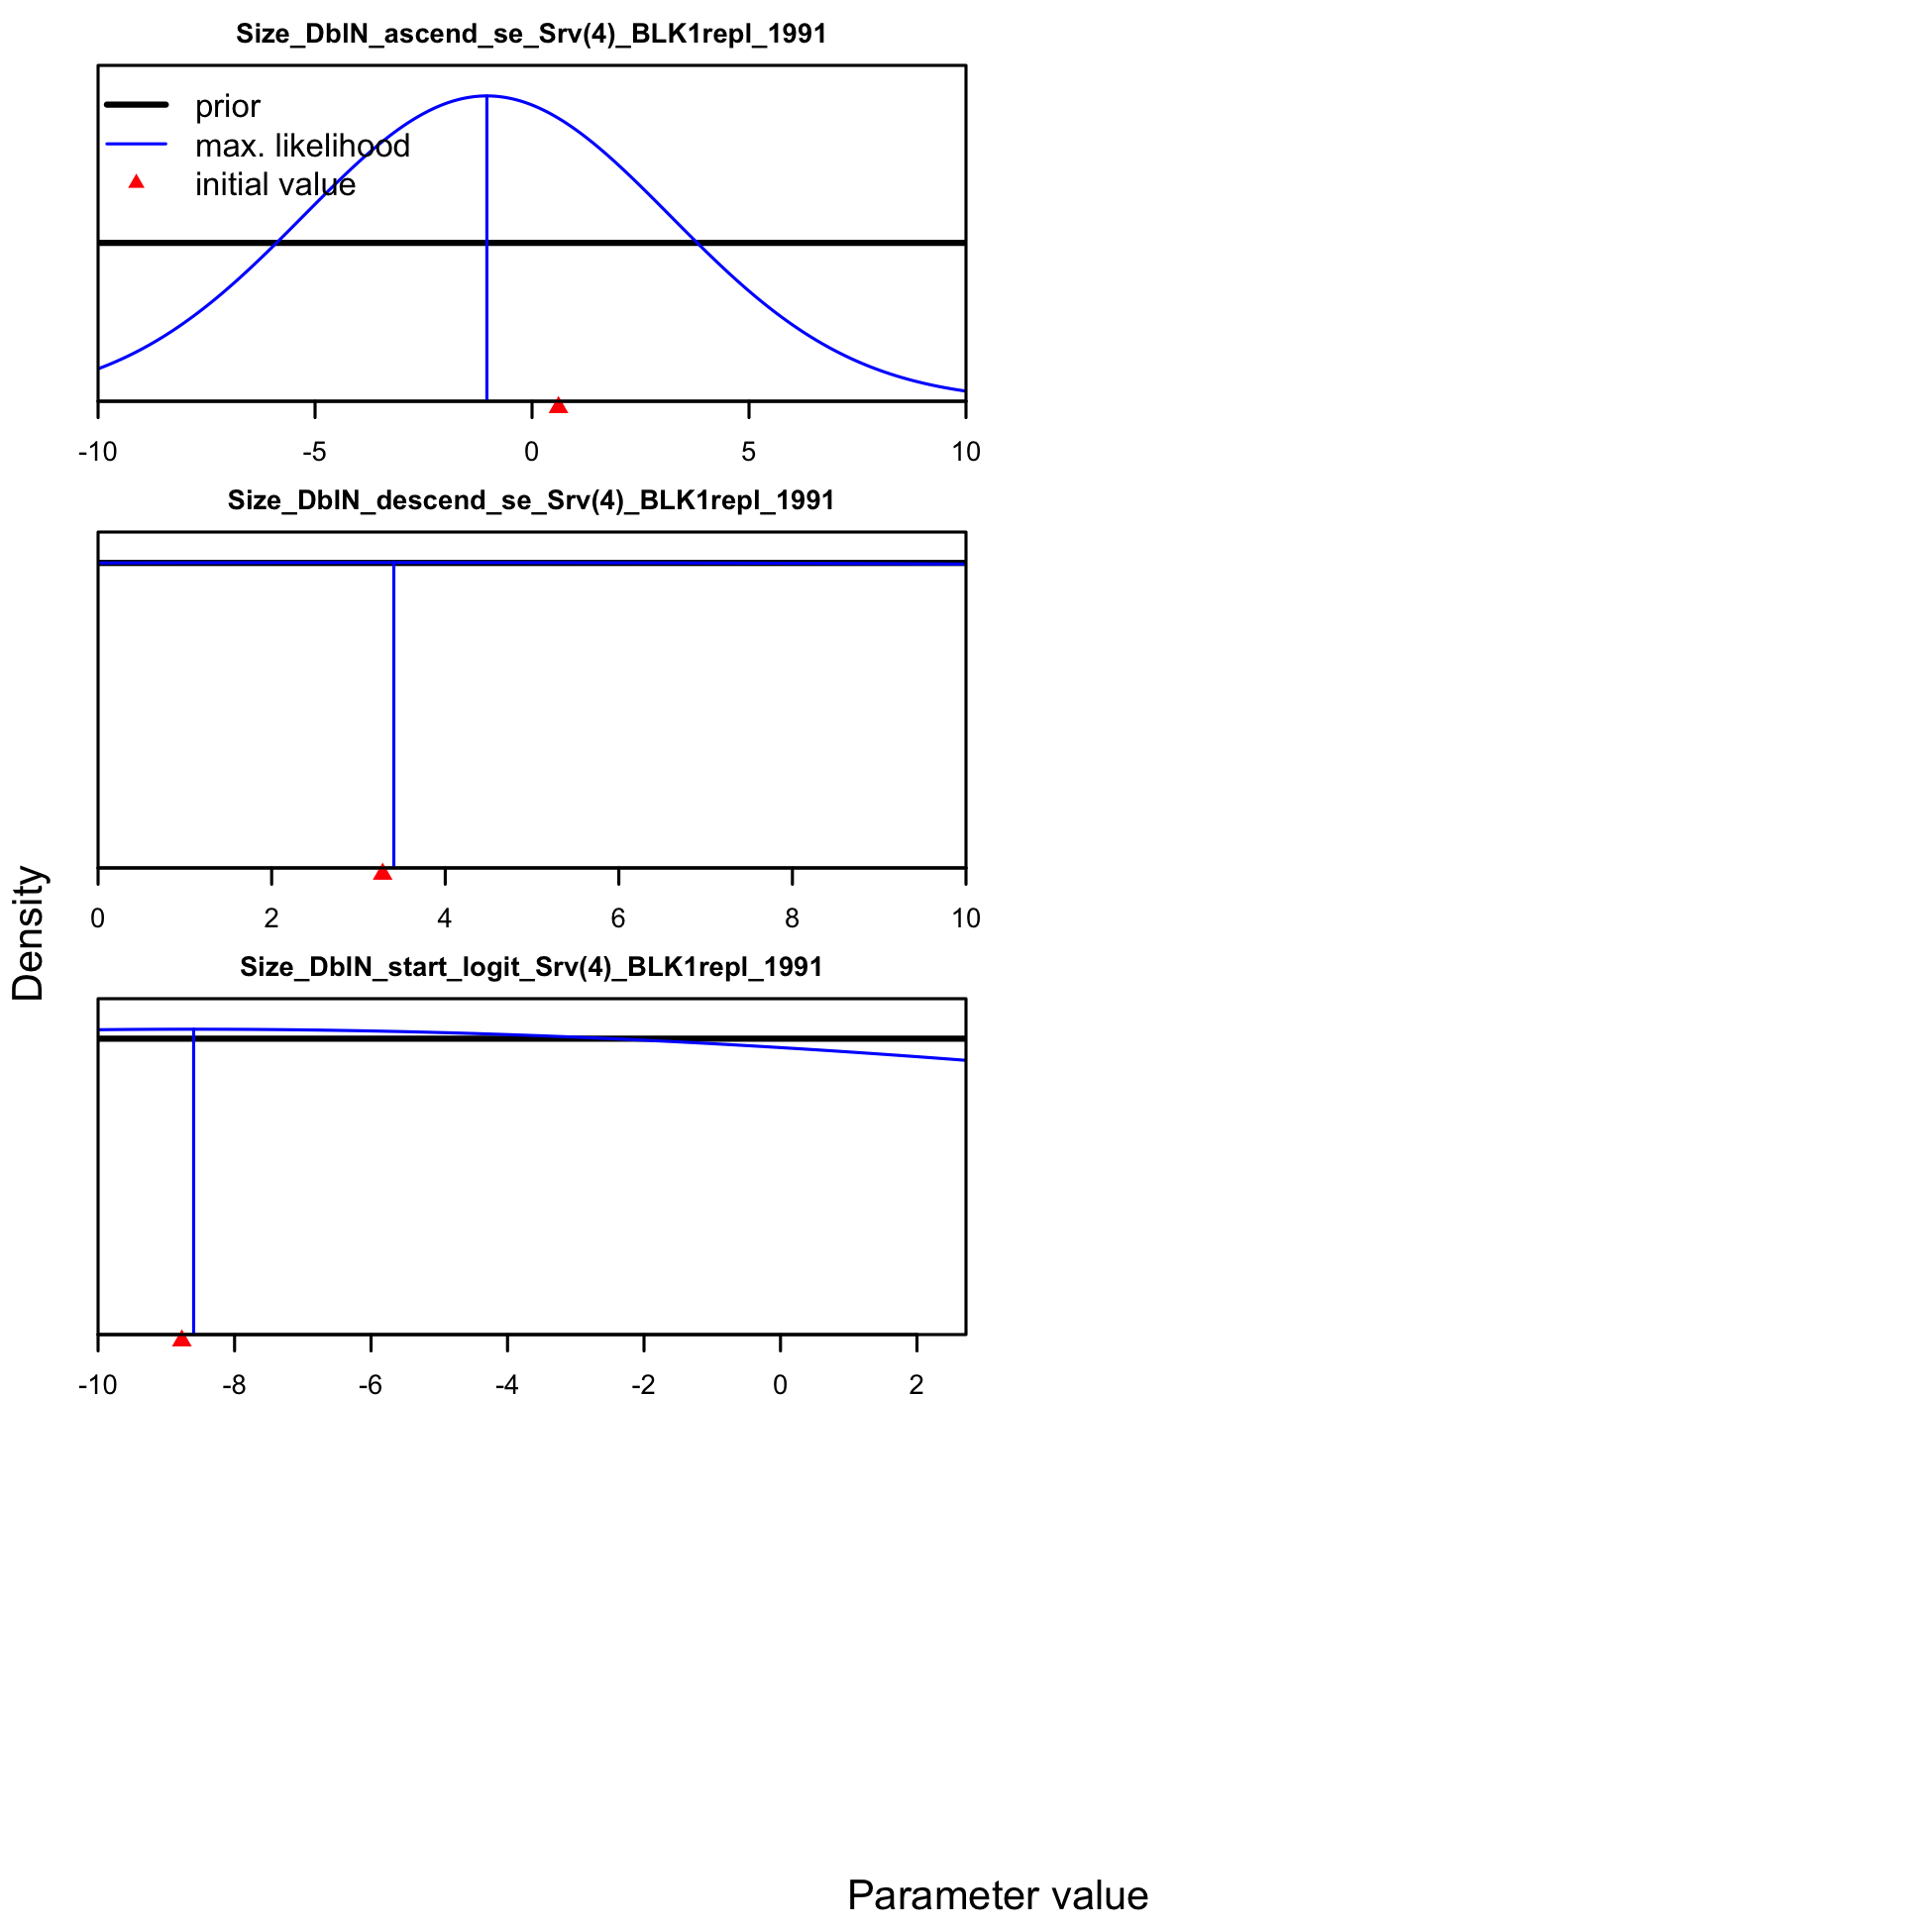 Size_DblN_ascend_se_Srv(4)_BLK1repl_1991
prior
max. likelihood
initial value
-10 -5 0 5 10
Size_DblN_descend_se_Srv(4)_BLK1repl_1991
0 2 4 6 8 10
Size_DblN_start_logit_Srv(4)_BLK1repl_1991
-10 -8 -6 -4 -2 0 2
Density
Parameter value